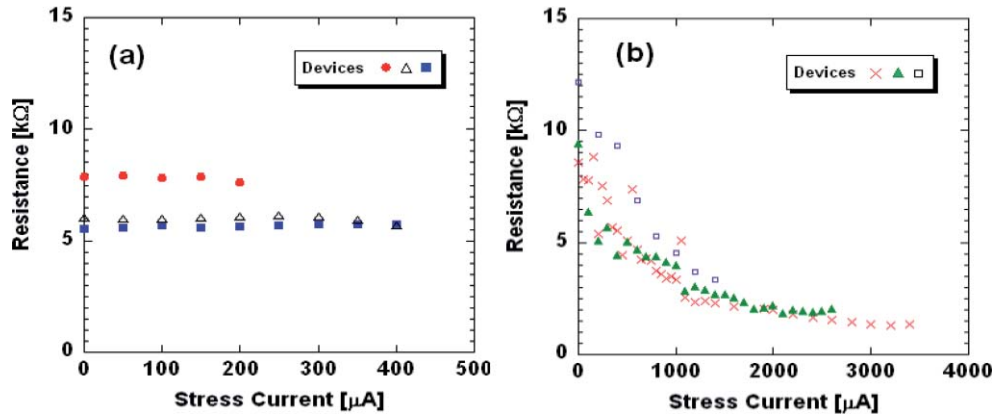 (a)
Devices
15
10
5
0
Resistance [kΩ]
0 100 200 300 400 500
Stress Current [μA]
(b)
Devices
15
10
5
0
Resistance [kΩ]
0 1000 2000 3000 4000
Stress Current [μA]